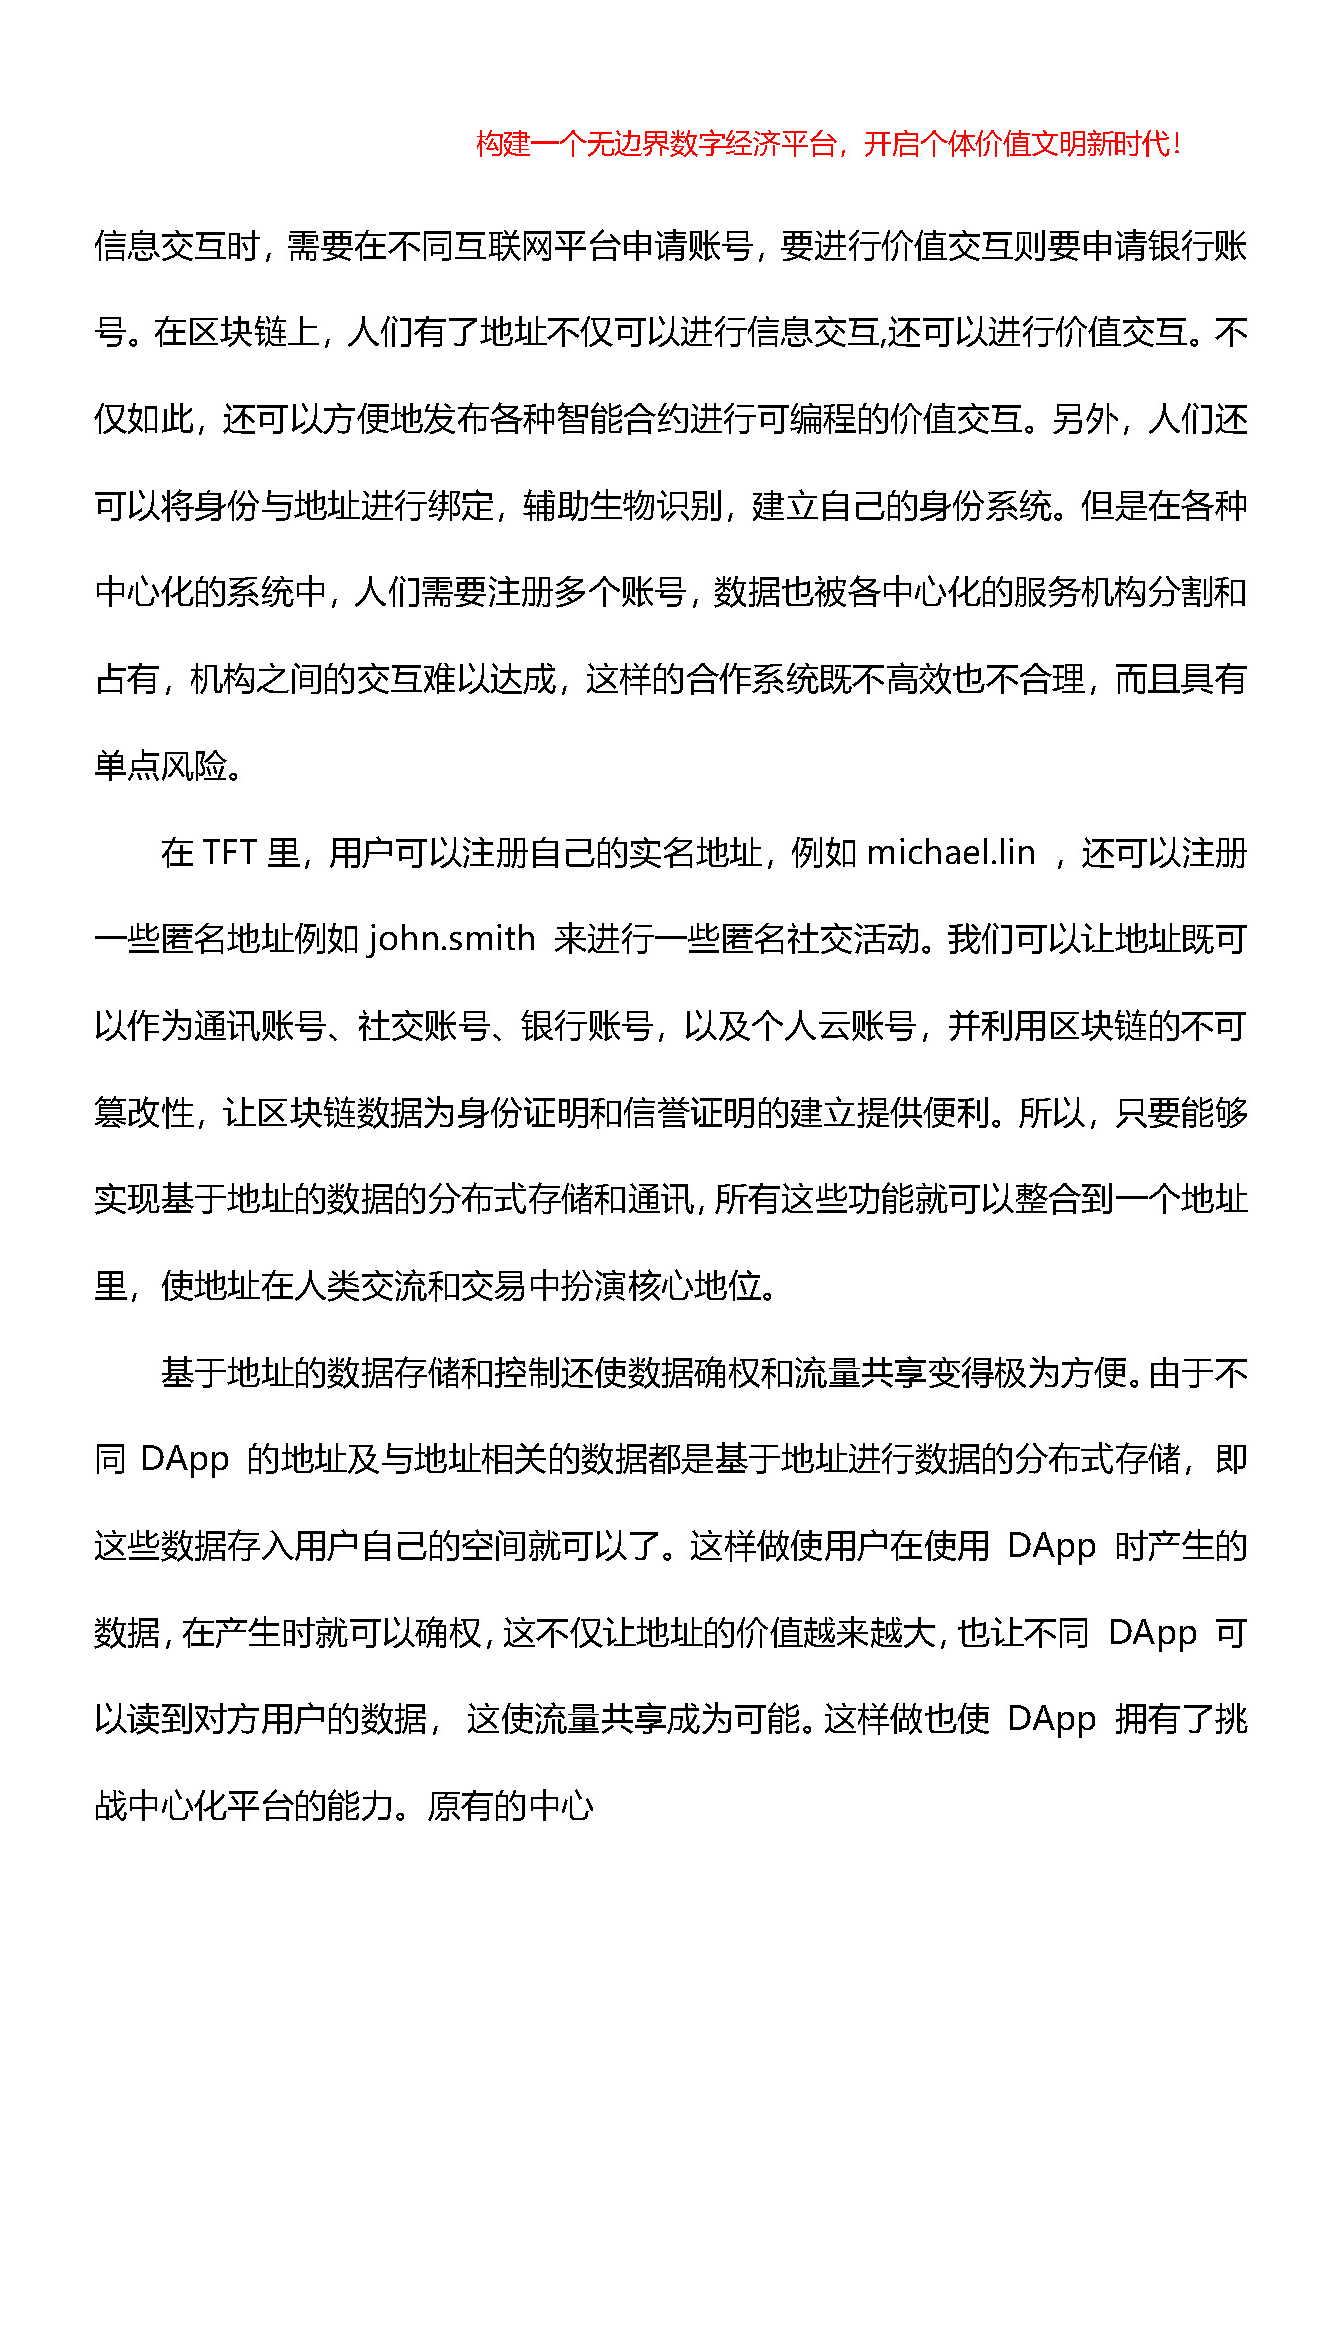 构建一个无边界数字经济平台，开启个体价值文明新时代！
信息交互时，需要在不同互联网平台申请账号，要进行价值交互则要申请银行账
号。在区块链上，人们有了地址不仅可以进行信息交互,还可以进行价值交互。不
仅如此，还可以方便地发布各种智能合约进行可编程的价值交互。另外，人们还
可以将身份与地址进行绑定，辅助生物识别，建立自己的身份系统。但是在各种
中心化的系统中，人们需要注册多个账号，数据也被各中心化的服务机构分割和
占有，机构之间的交互难以达成，这样的合作系统既不高效也不合理，而且具有
单点风险。
在 TFT 里，用户可以注册自己的实名地址，例如 michael.lin ，还可以注册
一些匿名地址例如 john.smith 来进行一些匿名社交活动。我们可以让地址既可
以作为通讯账号、社交账号、银行账号，以及个人云账号，并利用区块链的不可
篡改性，让区块链数据为身份证明和信誉证明的建立提供便利。所以，只要能够
实现基于地址的数据的分布式存储和通讯，所有这些功能就可以整合到一个地址
里，使地址在人类交流和交易中扮演核心地位。
基于地址的数据存储和控制还使数据确权和流量共享变得极为方便。由于不
同 DApp 的地址及与地址相关的数据都是基于地址进行数据的分布式存储，即
这些数据存入用户自己的空间就可以了。这样做使用户在使用 DApp 时产生的
数据，在产生时就可以确权，这不仅让地址的价值越来越大，也让不同 DApp 可
以读到对方用户的数据， 这使流量共享成为可能。这样做也使 DApp 拥有了挑
战中心化平台的能力。原有的中心